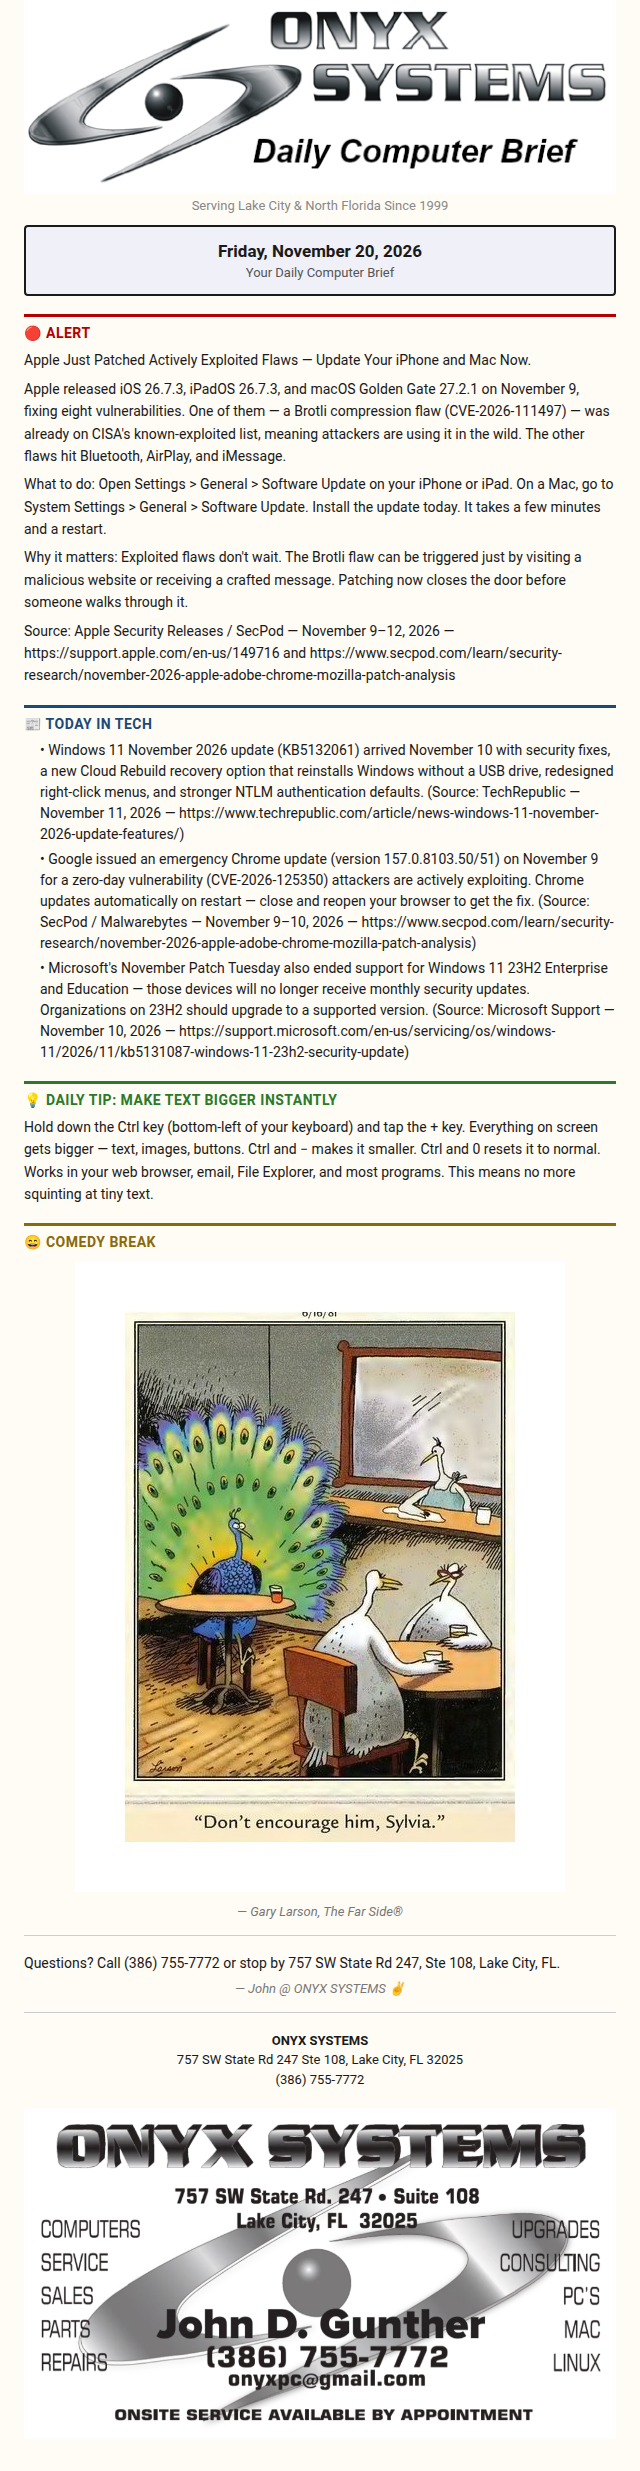 ONYX
SYSTEMS
Daily Computer Brief
Serving Lake City & North Florida Since 1999
Friday, November 20, 2026
Your Daily Computer Brief
🔴 ALERT
Apple Just Patched Actively Exploited Flaws — Update Your iPhone and Mac Now.
Apple released iOS 26.7.3, iPadOS 26.7.3, and macOS Golden Gate 27.2.1 on November 9,
fixing eight vulnerabilities. One of them — a Brotli compression flaw (CVE-2026-111497) — was
already on CISA's known-exploited list, meaning attackers are using it in the wild. The other
flaws hit Bluetooth, AirPlay, and iMessage.
What to do: Open Settings > General > Software Update on your iPhone or iPad. On a Mac, go to
System Settings > General > Software Update. Install the update today. It takes a few minutes
and a restart.
Why it matters: Exploited flaws don't wait. The Brotli flaw can be triggered just by visiting a
malicious website or receiving a crafted message. Patching now closes the door before
someone walks through it.
Source: Apple Security Releases / SecPod — November 9–12, 2026 —
https://support.apple.com/en-us/149716 and https://www.secpod.com/learn/security-
research/november-2026-apple-adobe-chrome-mozilla-patch-analysis
📰 TODAY IN TECH
• Windows 11 November 2026 update (KB5132061) arrived November 10 with security fixes,
a new Cloud Rebuild recovery option that reinstalls Windows without a USB drive, redesigned
right-click menus, and stronger NTLM authentication defaults. (Source: TechRepublic —
November 11, 2026 — https://www.techrepublic.com/article/news-windows-11-november-
2026-update-features/)
• Google issued an emergency Chrome update (version 157.0.8103.50/51) on November 9
for a zero-day vulnerability (CVE-2026-125350) attackers are actively exploiting. Chrome
updates automatically on restart — close and reopen your browser to get the fix. (Source:
SecPod / Malwarebytes — November 9–10, 2026 — https://www.secpod.com/learn/security-
research/november-2026-apple-adobe-chrome-mozilla-patch-analysis)
• Microsoft's November Patch Tuesday also ended support for Windows 11 23H2 Enterprise
and Education — those devices will no longer receive monthly security updates.
Organizations on 23H2 should upgrade to a supported version. (Source: Microsoft Support —
November 10, 2026 — https://support.microsoft.com/en-us/servicing/os/windows-
11/2026/11/kb5131087-windows-11-23h2-security-update)
💡 DAILY TIP: MAKE TEXT BIGGER INSTANTLY
Hold down the Ctrl key (bottom-left of your keyboard) and tap the + key. Everything on screen
gets bigger — text, images, buttons. Ctrl and − makes it smaller. Ctrl and 0 resets it to normal.
Works in your web browser, email, File Explorer, and most programs. This means no more
squinting at tiny text.
😄 COMEDY BREAK
6/16/81
Larson
“Don’t encourage him, Sylvia.”
— Gary Larson, The Far Side®
Questions? Call (386) 755-7772 or stop by 757 SW State Rd 247, Ste 108, Lake City, FL.
— John @ ONYX SYSTEMS ✌️
ONYX SYSTEMS
757 SW State Rd 247 Ste 108, Lake City, FL 32025
(386) 755-7772
ONYX SYSTEMS
757 SW State Rd. 247 • Suite 108
Lake City, FL 32025
COMPUTERS
SERVICE
SALES
PARTS
REPAIRS
UPGRADES
CONSULTING
PC'S
MAC
LINUX
John D. Gunther
(386) 755-7772
onyxpc@gmail.com
ONSITE SERVICE AVAILABLE BY APPOINTMENT